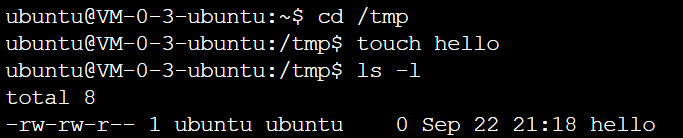 ubuntu@VM-0-3-ubuntu:~$ cd /tmp
ubuntu@VM-0-3-ubuntu:/tmp$ touch hello
ubuntu@VM-0-3-ubuntu:/tmp$ ls -l
total 8
-rw-rw-r-- 1 ubuntu ubuntu    0 Sep 22 21:18 hello